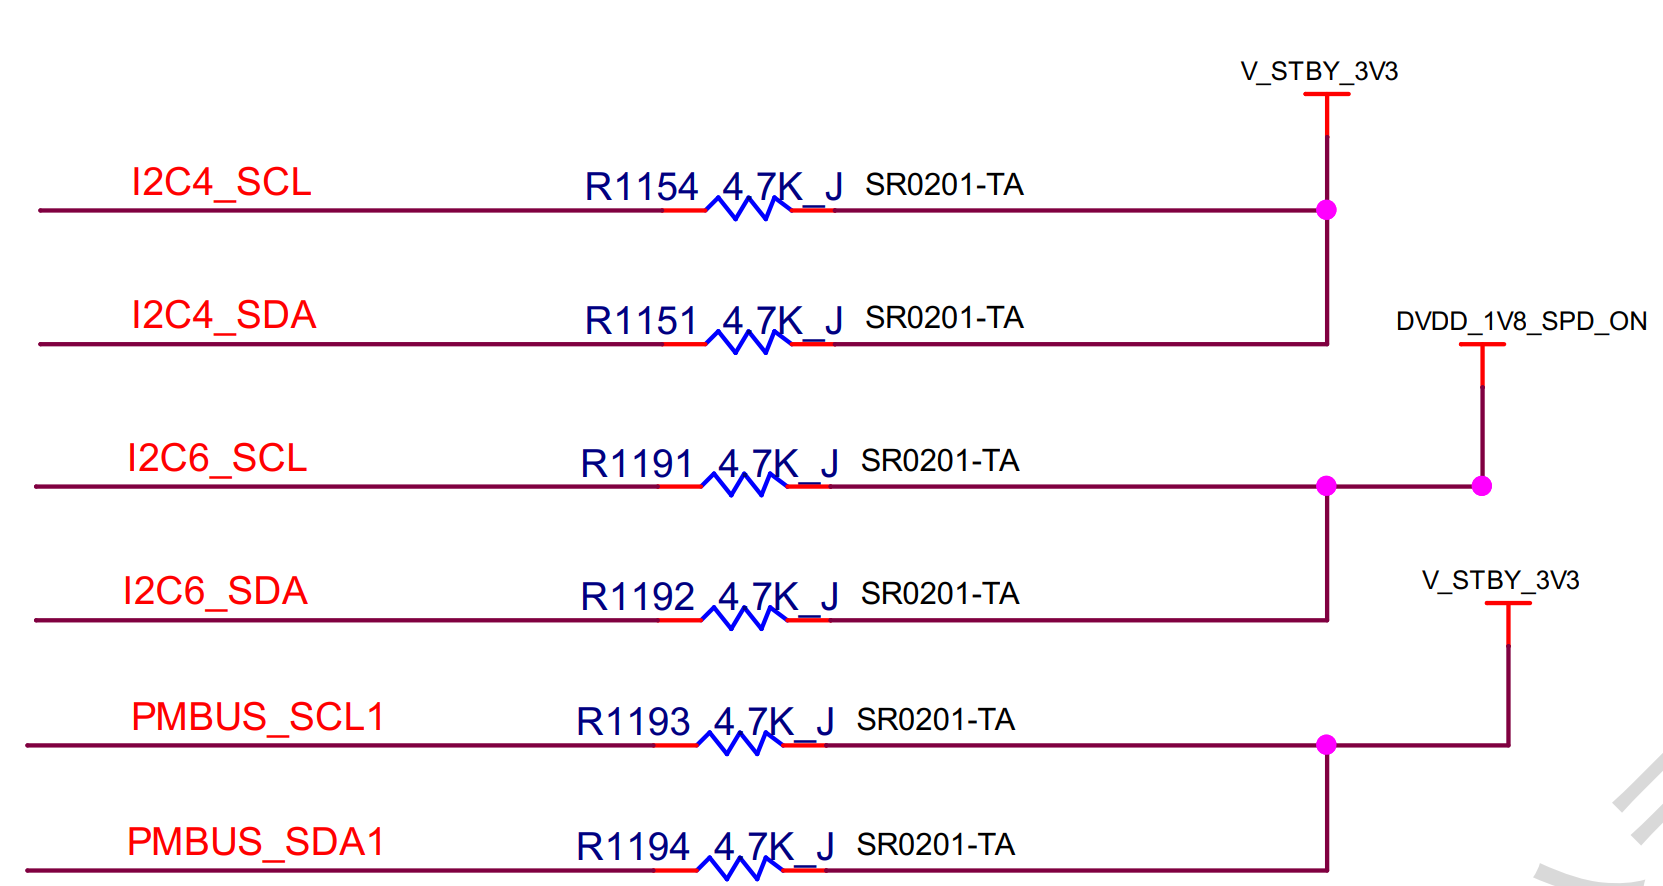 V_STBY_3V3
I2C4_SCL R1154 4.7K_J SR0201-TA
I2C4_SDA R1151 4.7K_J SR0201-TA
DVDD_1V8_SPD_ON
I2C6_SCL R1191 4.7K_J SR0201-TA
V_STBY_3V3
I2C6_SDA R1192 4.7K_J SR0201-TA
PMBUS_SCL1 R1193 4.7K_J SR0201-TA
PMBUS_SDA1 R1194 4.7K_J SR0201-TA